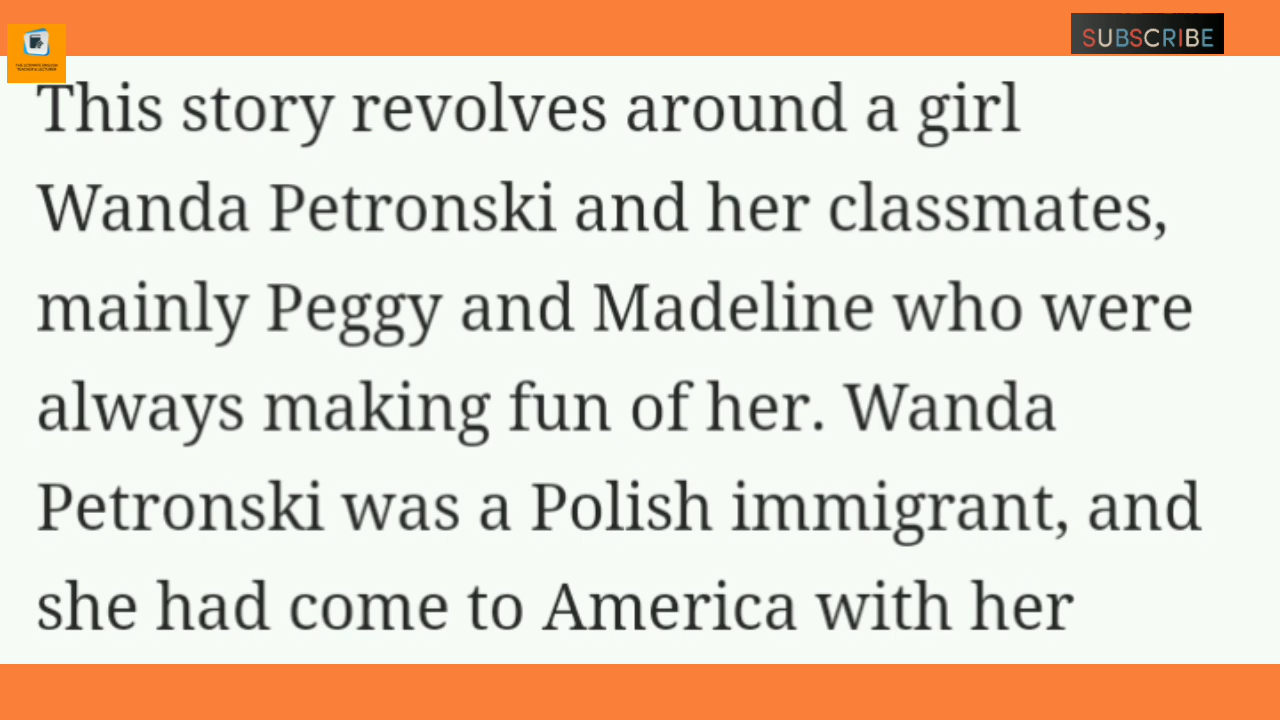 SUBSCRIBE
This story revolves around a girl
Wanda Petronski and her classmates,
mainly Peggy and Madeline who were
always making fun of her. Wanda
Petronski was a Polish immigrant, and
she had come to America with her